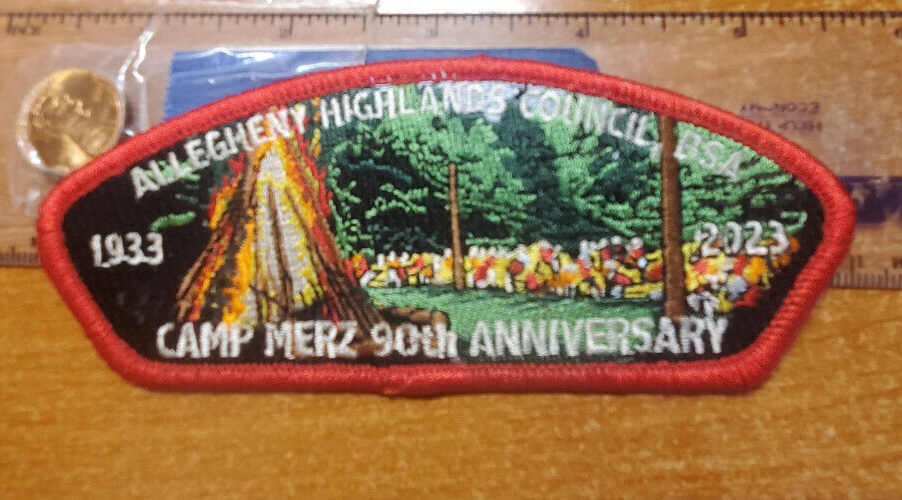 ALLEGHENY HIGHLANDS COUNCIL, BSA
1933
2023
CAMP MERZ 90th ANNIVERSARY